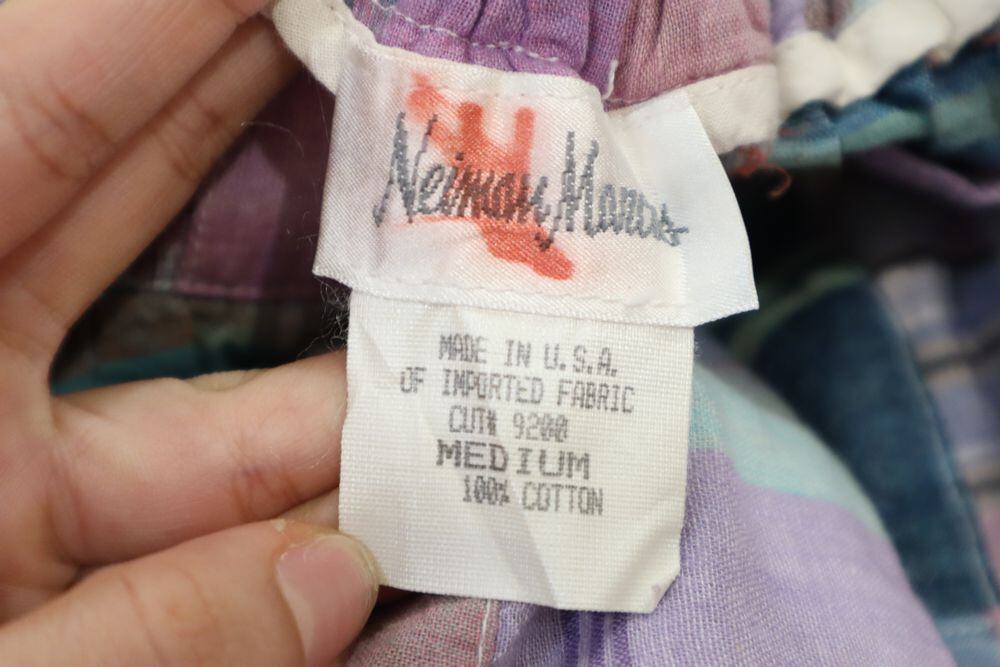 Neiman Marcus
MADE IN U.S.A.
OF IMPORTED FABRIC
CUT# 9200
MEDIUM
100% COTTON